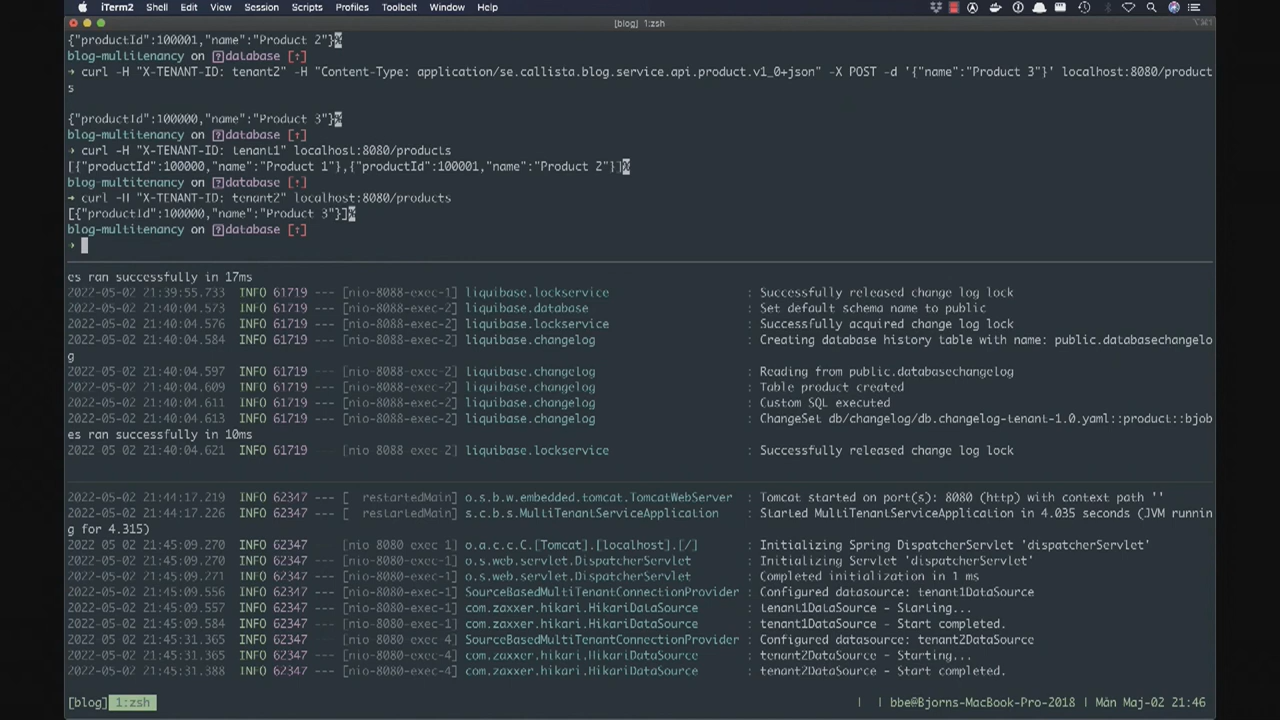 iTerm2 Shell Edit View Session Scripts Profiles Toolbelt Window Help
[blog] 1:zsh
⌥⌘1
{"productId":100001,"name":"Product 2"}%
blog-multitenancy on database [↑]
→ curl -H "X-TENANT-ID: tenant2" -H "Content-Type: application/se.callista.blog.service.api.product.v1_0+json" -X POST -d '{"name":"Product 3"}' localhost:8080/product
s
{"productId":100000,"name":"Product 3"}%
blog-multitenancy on database [↑]
→ curl -H "X-TENANT-ID: tenant1" localhost:8080/products
[{"productId":100000,"name":"Product 1"},{"productId":100001,"name":"Product 2"}]%
blog-multitenancy on database [↑]
→ curl -H "X-TENANT-ID: tenant2" localhost:8080/products
[{"productId":100000,"name":"Product 3"}]%
blog-multitenancy on database [↑]
→
es ran successfully in 17ms
2022-05-02 21:39:55.733 INFO 61719 --- [nio-8088-exec-1] liquibase.lockservice : Successfully released change log lock
2022-05-02 21:40:04.573 INFO 61719 --- [nio-8088-exec-2] liquibase.database : Set default schema name to public
2022-05-02 21:40:04.576 INFO 61719 --- [nio-8088-exec-2] liquibase.lockservice : Successfully acquired change log lock
2022-05-02 21:40:04.584 INFO 61719 --- [nio-8088-exec-2] liquibase.changelog : Creating database history table with name: public.databasechangelo
g
2022-05-02 21:40:04.597 INFO 61719 --- [nio-8088-exec-2] liquibase.changelog : Reading from public.databasechangelog
2022-05-02 21:40:04.609 INFO 61719 --- [nio-8088-exec-2] liquibase.changelog : Table product created
2022-05-02 21:40:04.611 INFO 61719 --- [nio-8088-exec-2] liquibase.changelog : Custom SQL executed
2022-05-02 21:40:04.613 INFO 61719 --- [nio-8088-exec-2] liquibase.changelog : ChangeSet db/changelog/db.changelog-tenant-1.0.yaml::product::bjob
es ran successfully in 10ms
2022-05-02 21:40:04.621 INFO 61719 --- [nio-8088-exec-2] liquibase.lockservice : Successfully released change log lock
2022-05-02 21:44:17.219 INFO 62347 --- [ restartedMain] o.s.b.w.embedded.tomcat.TomcatWebServer : Tomcat started on port(s): 8080 (http) with context path ''
2022-05-02 21:44:17.226 INFO 62347 --- [ restartedMain] s.c.b.s.MultiTenantServiceApplication : Started MultiTenantServiceApplication in 4.035 seconds (JVM runnin
g for 4.315)
2022-05-02 21:45:09.270 INFO 62347 --- [nio-8080-exec-1] o.a.c.c.C.[Tomcat].[localhost].[/] : Initializing Spring DispatcherServlet 'dispatcherServlet'
2022-05-02 21:45:09.270 INFO 62347 --- [nio-8080-exec-1] o.s.web.servlet.DispatcherServlet : Initializing Servlet 'dispatcherServlet'
2022-05-02 21:45:09.271 INFO 62347 --- [nio-8080-exec-1] o.s.web.servlet.DispatcherServlet : Completed initialization in 1 ms
2022-05-02 21:45:09.556 INFO 62347 --- [nio-8080-exec-1] SourceBasedMultiTenantConnectionProvider : Configured datasource: tenant1DataSource
2022-05-02 21:45:09.557 INFO 62347 --- [nio-8080-exec-1] com.zaxxer.hikari.HikariDataSource : tenant1DataSource - Starting...
2022-05-02 21:45:09.584 INFO 62347 --- [nio-8080-exec-1] com.zaxxer.hikari.HikariDataSource : tenant1DataSource - Start completed.
2022-05-02 21:45:31.365 INFO 62347 --- [nio-8080-exec-4] SourceBasedMultiTenantConnectionProvider : Configured datasource: tenant2DataSource
2022-05-02 21:45:31.365 INFO 62347 --- [nio-8080-exec-4] com.zaxxer.hikari.HikariDataSource : tenant2DataSource - Starting...
2022-05-02 21:45:31.388 INFO 62347 --- [nio-8080-exec-4] com.zaxxer.hikari.HikariDataSource : tenant2DataSource - Start completed.
[blog] 1:zsh | | bbe@Bjorns-MacBook-Pro-2018 | Mån Maj-02 21:46